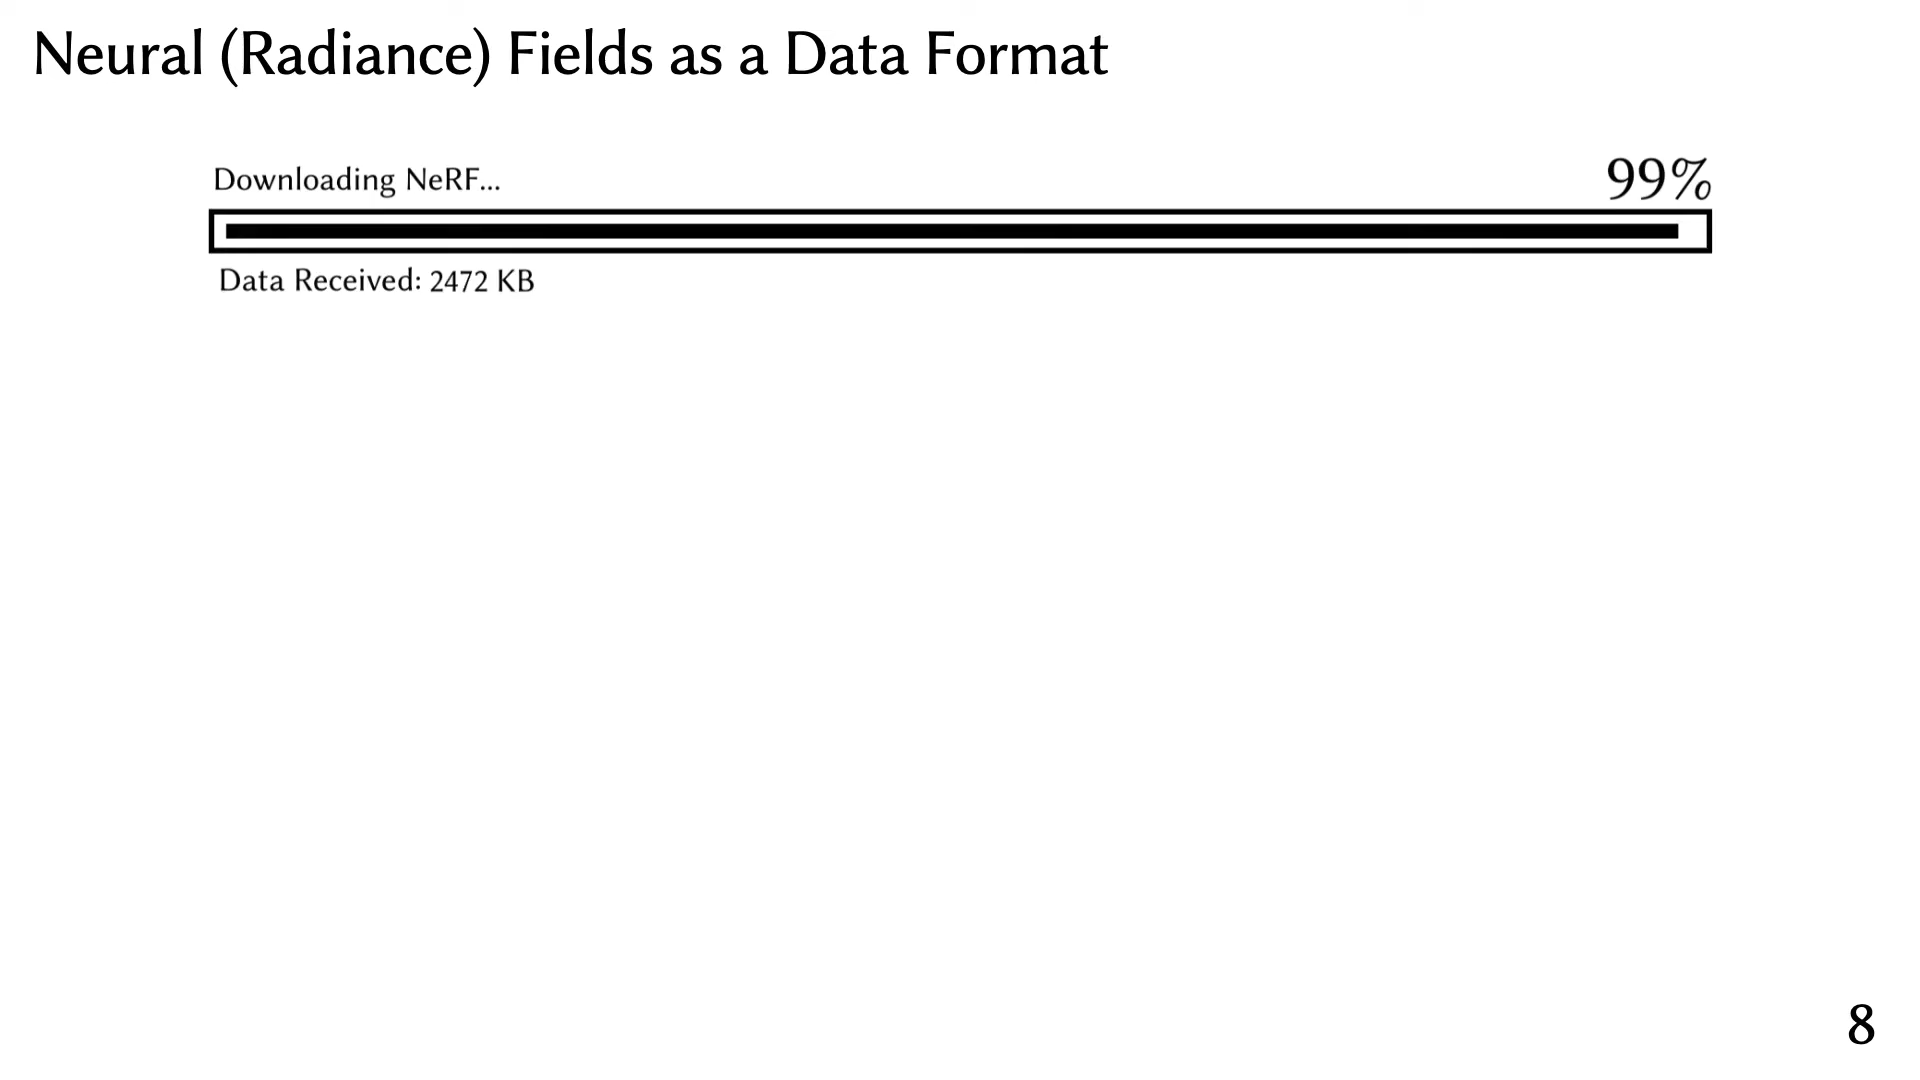 Neural (Radiance) Fields as a Data Format
Downloading NeRF...
99%
Data Received: 2472 KB
8